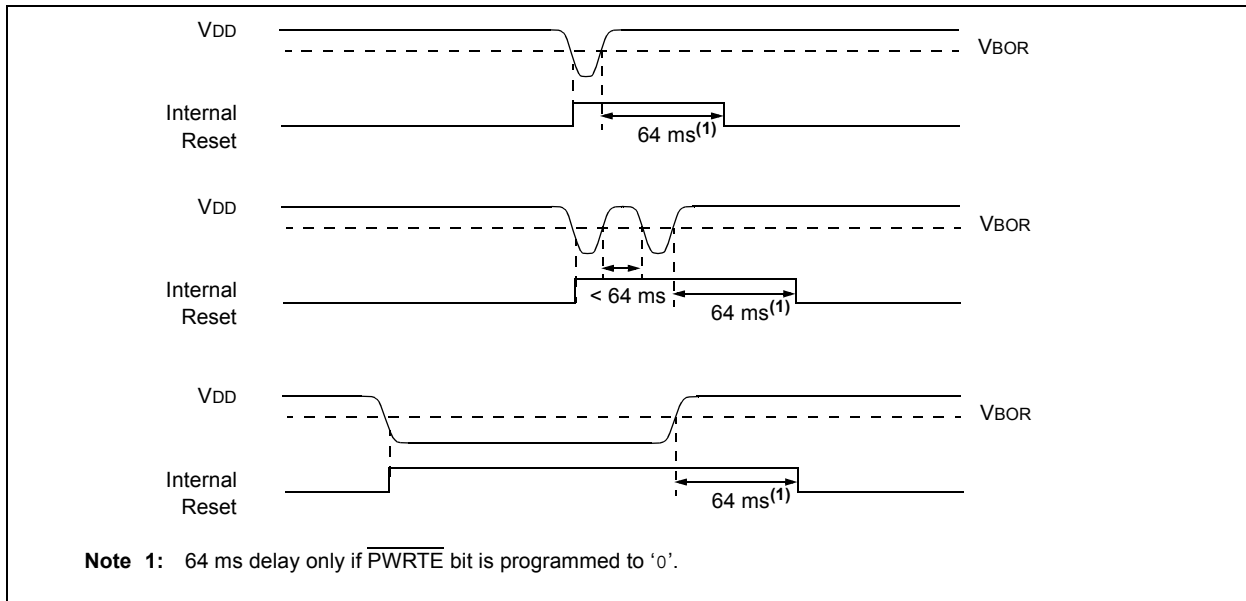 VDD
VBOR
Internal
Reset
64 ms(1)
VDD
VBOR
Internal
Reset
< 64 ms
64 ms(1)
VDD
VBOR
Internal
Reset
64 ms(1)
Note 1: 64 ms delay only if PWRTE bit is programmed to ‘0’.